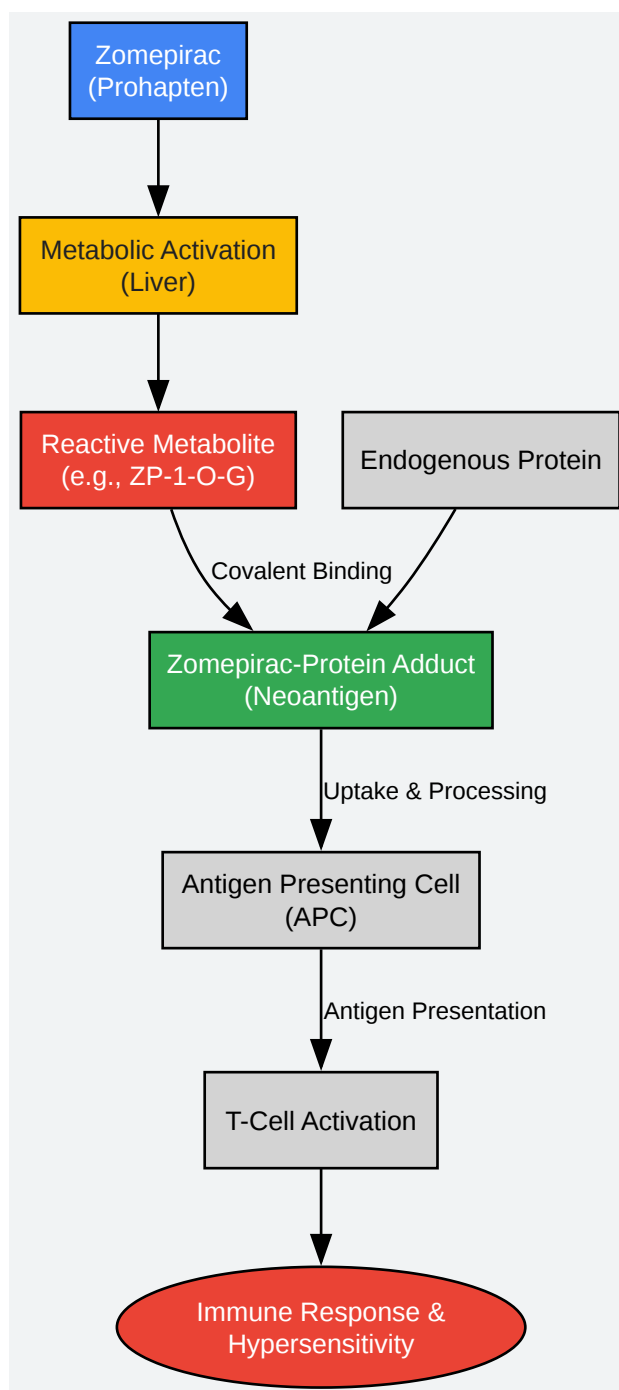 Zomepirac
(Prohapten)
Metabolic Activation
(Liver)
Reactive Metabolite
(e.g., ZP-1-O-G)
Endogenous Protein
Covalent Binding
Zomepirac-Protein Adduct
(Neoantigen)
Uptake & Processing
Antigen Presenting Cell
(APC)
Antigen Presentation
T-Cell Activation
Immune Response &
Hypersensitivity